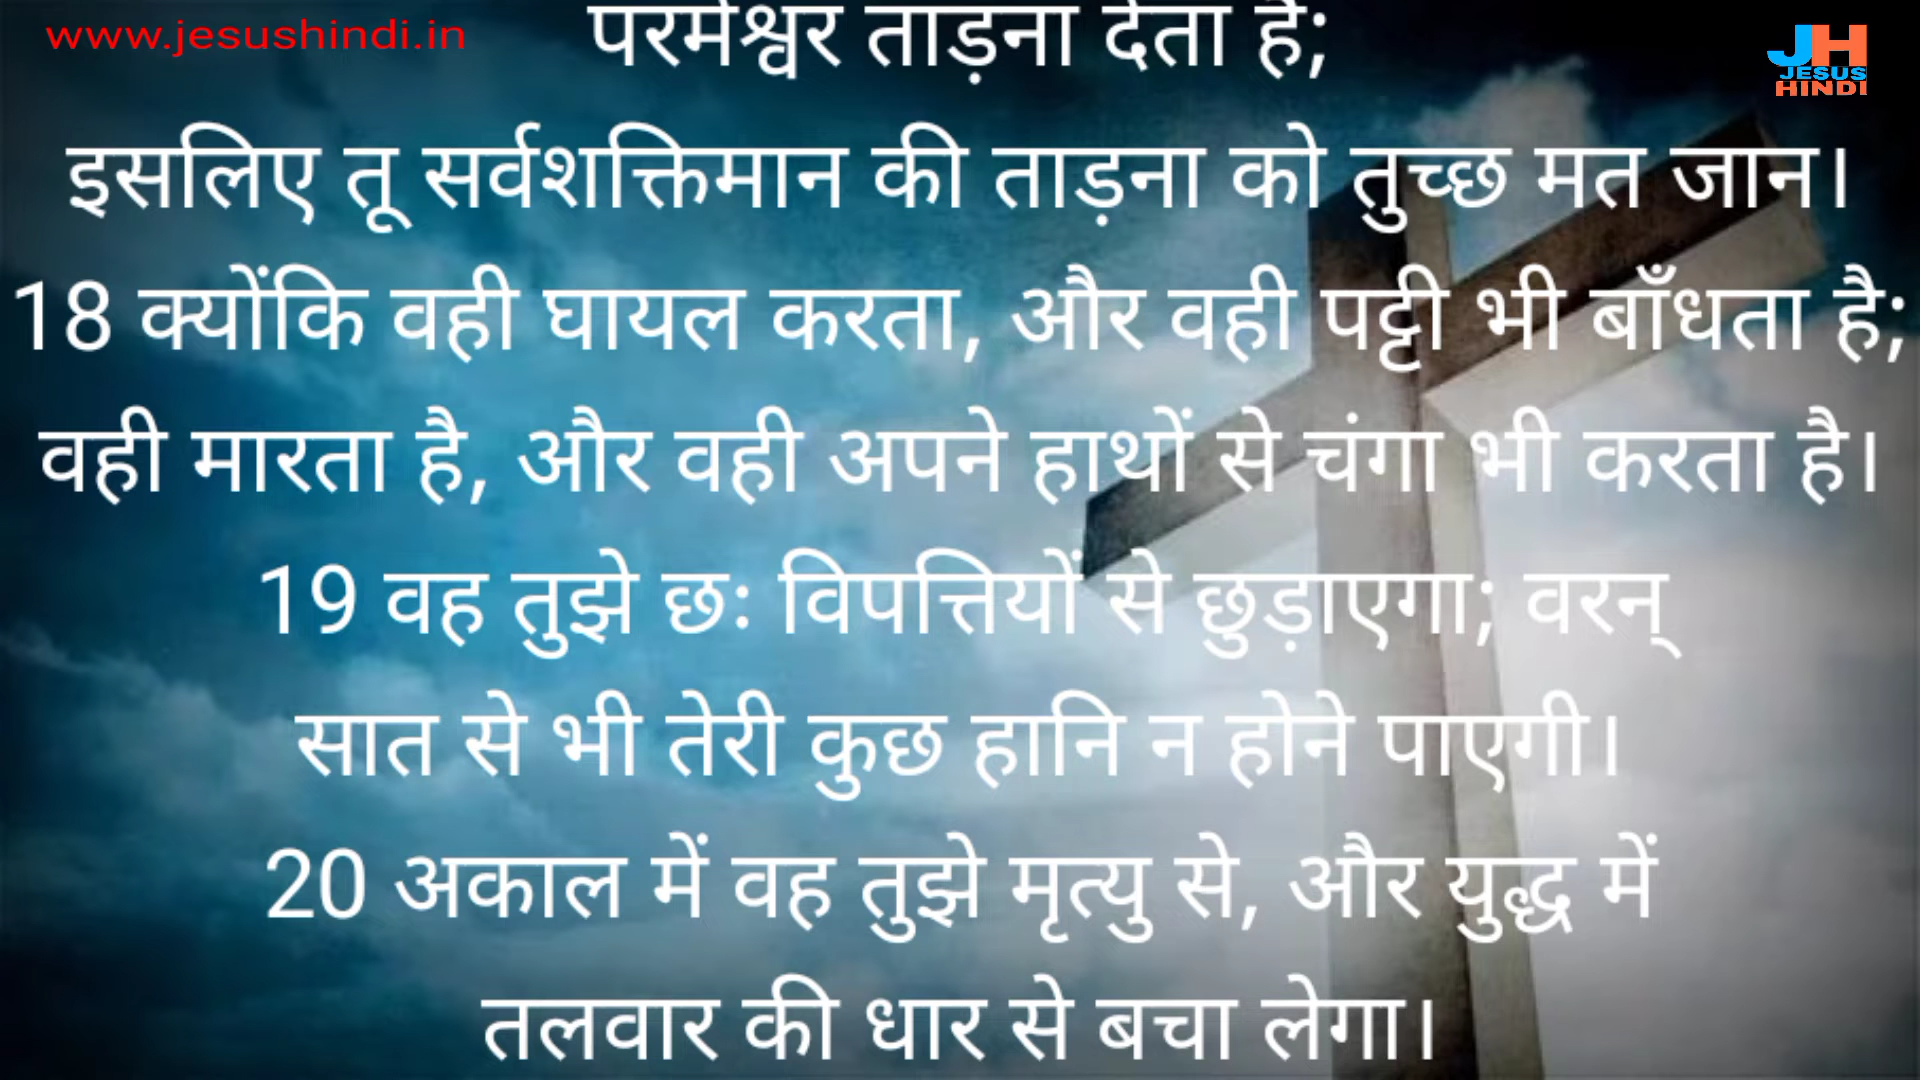 www.jesushindi.in
JH
JESUS
HINDI
परमेश्वर ताड़ना देता है;
इसलिए तू सर्वशक्तिमान की ताड़ना को तुच्छ मत जान।
18 क्योंकि वही घायल करता, और वही पट्टी भी बाँधता है;
वही मारता है, और वही अपने हाथों से चंगा भी करता है।
19 वह तुझे छः विपत्तियों से छुड़ाएगा; वरन्
सात से भी तेरी कुछ हानि न होने पाएगी।
20 अकाल में वह तुझे मृत्यु से, और युद्ध में
तलवार की धार से बचा लेगा।